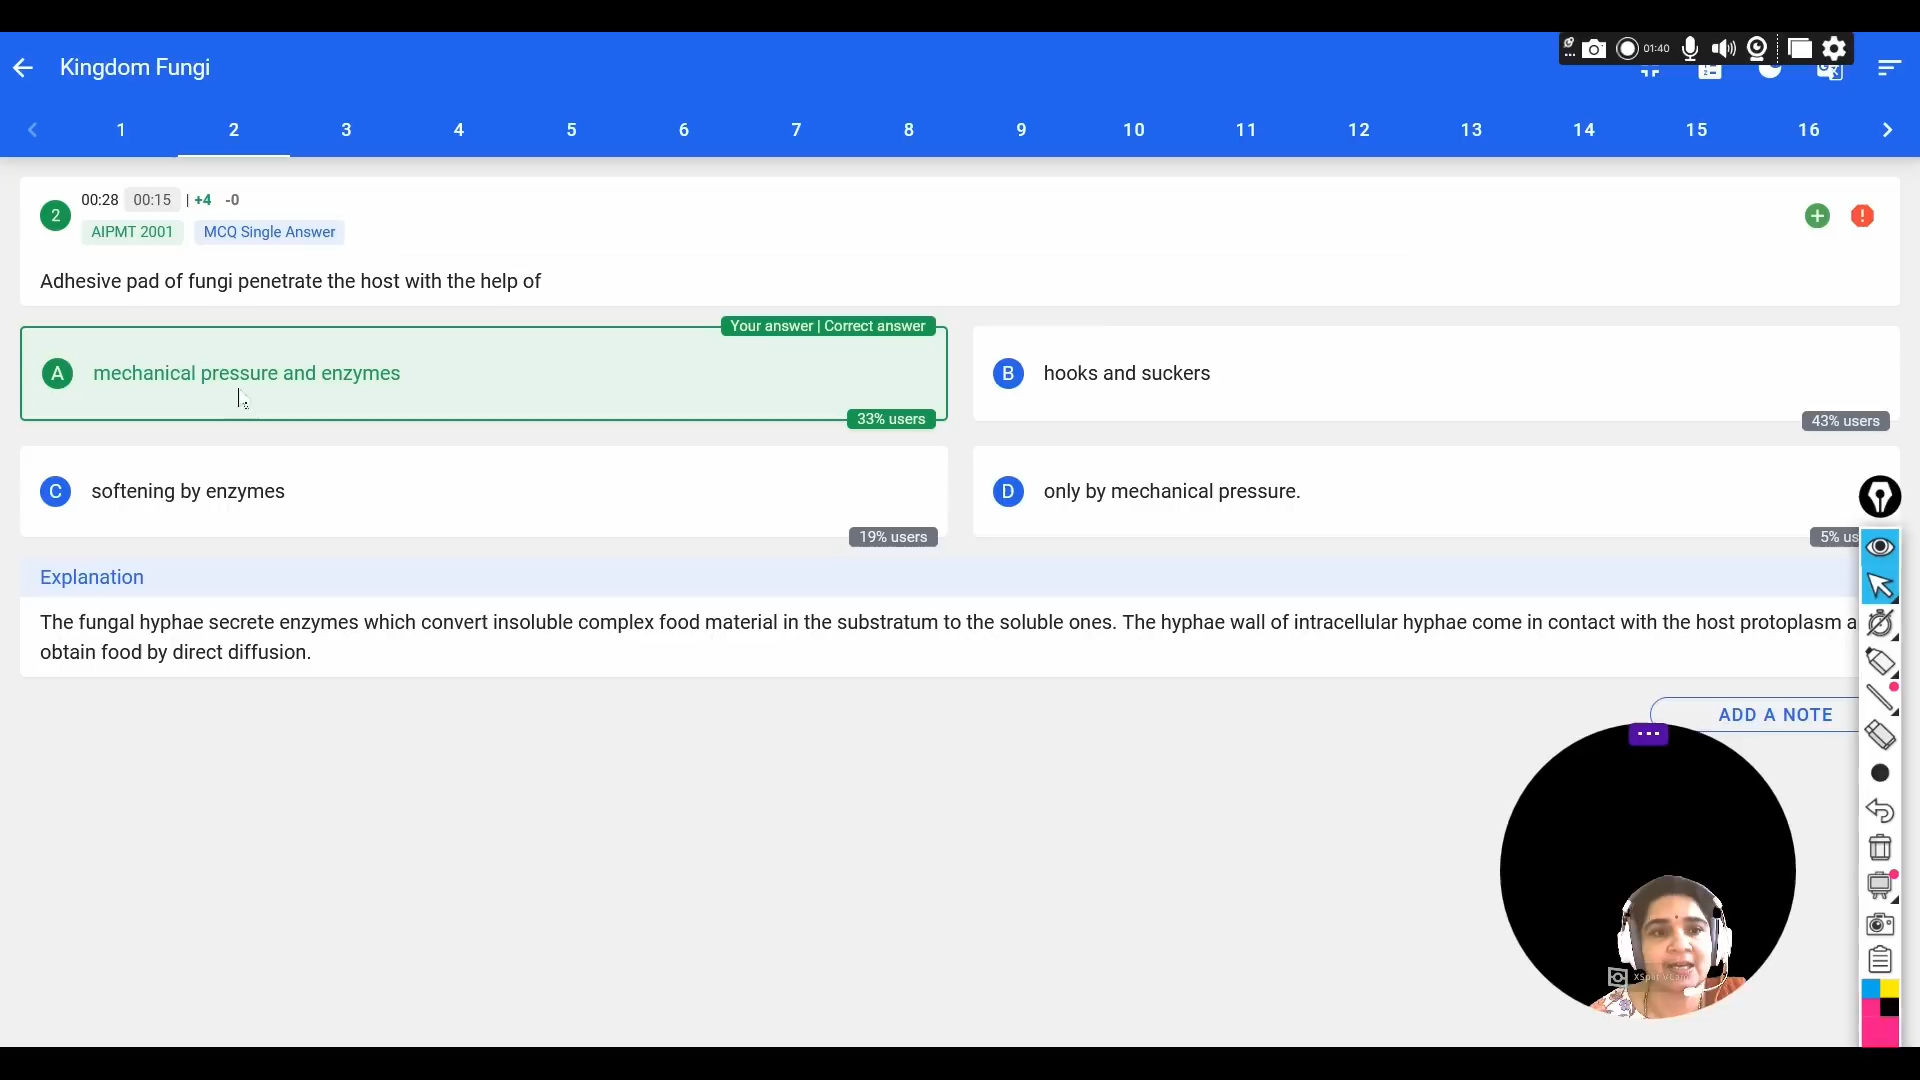 Kingdom Fungi
01:40
1 2 3 4 5 6 7 8 9 10 11 12 13 14 15 16
2
00:28 00:15 | +4 -0
AIPMT 2001 MCQ Single Answer
Adhesive pad of fungi penetrate the host with the help of
Your answer | Correct answer
A mechanical pressure and enzymes
33% users
B hooks and suckers
43% users
C softening by enzymes
19% users
D only by mechanical pressure.
5% us
Explanation
The fungal hyphae secrete enzymes which convert insoluble complex food material in the substratum to the soluble ones. The hyphae wall of intracellular hyphae come in contact with the host protoplasm a
obtain food by direct diffusion.
ADD A NOTE